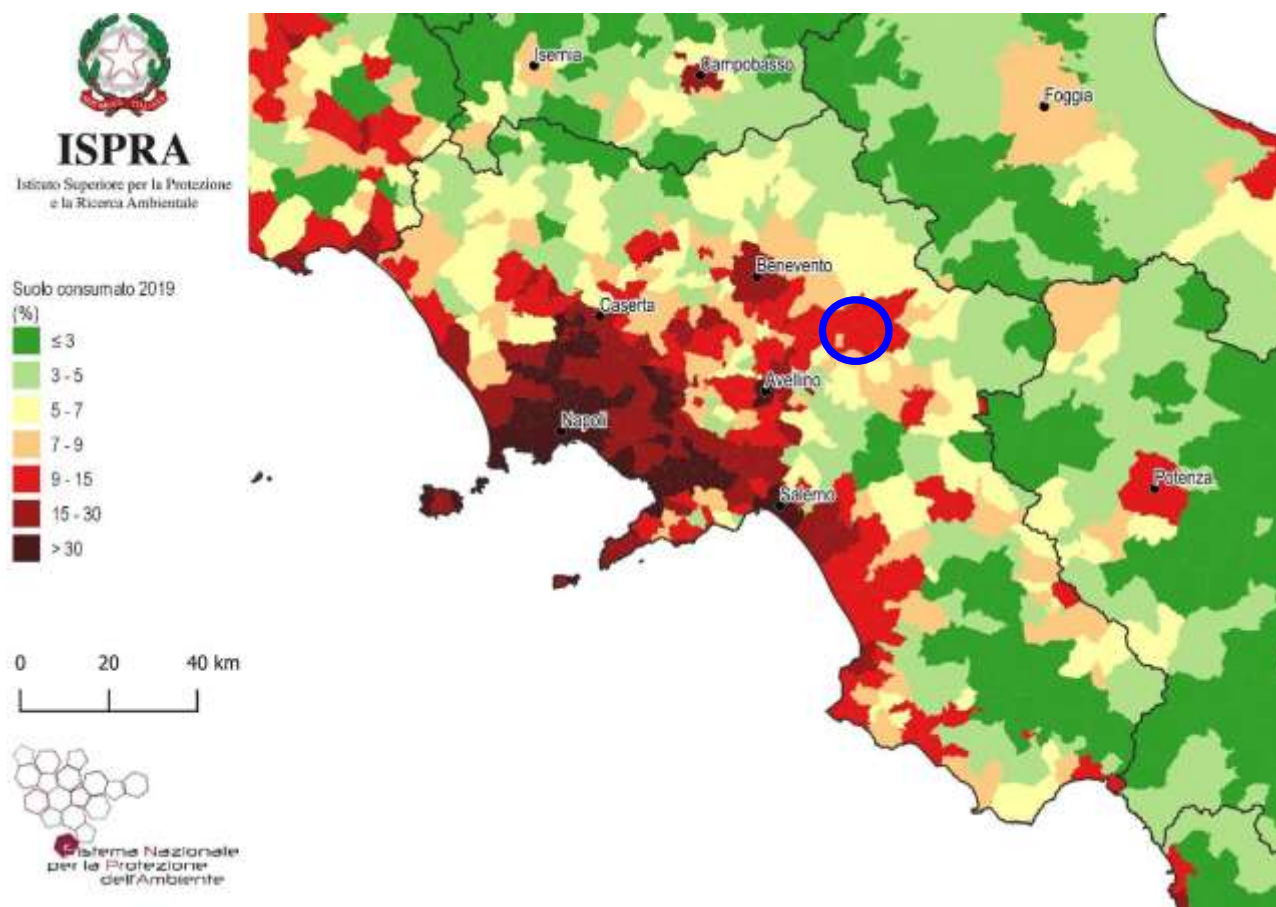 ISPRA
Istituto Superiore per la Protezione
e la Ricerca Ambientale
Suolo consumato 2019
(%)
≤ 3
3 - 5
5 - 7
7 - 9
9 - 15
15 - 30
> 30
0 20 40 km
Sistema Nazionale
per la Protezione
dell'Ambiente
Isernia
Campobasso
Foggia
Benevento
Caserta
Avellino
Napoli
Salerno
Potenza